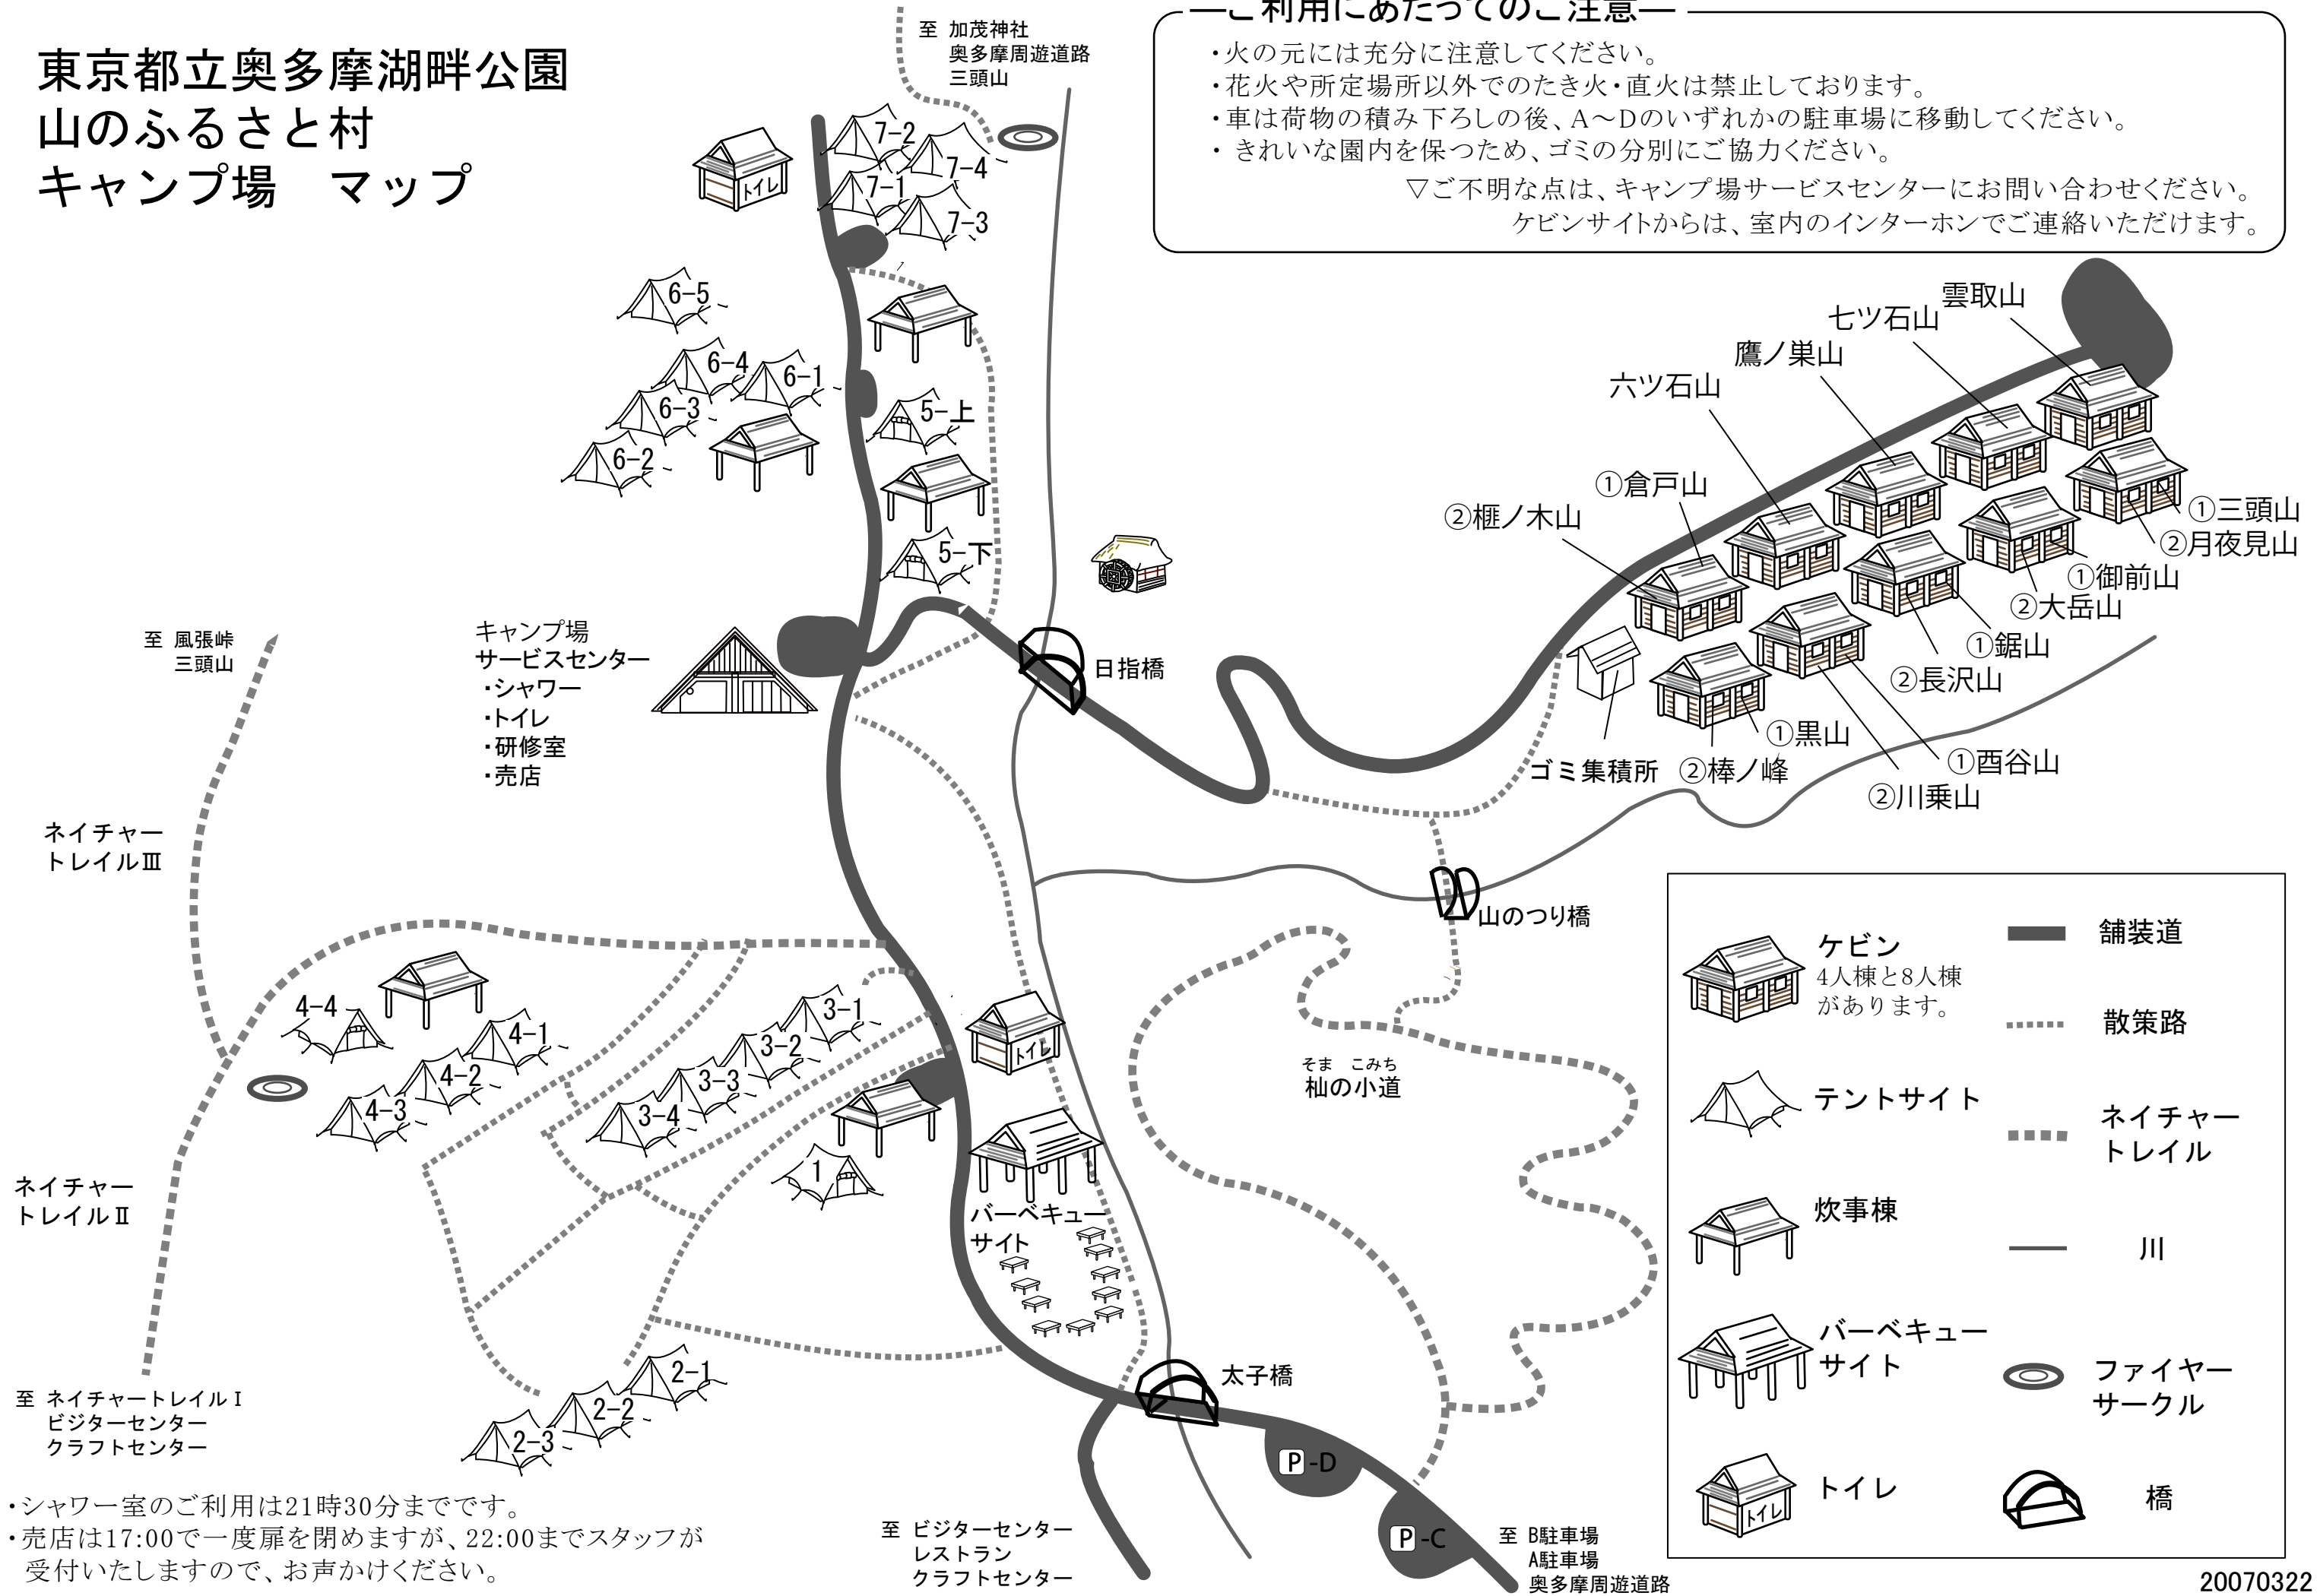 東京都立奥多摩湖畔公園
山のふるさと村
キャンプ場　マップ
至 加茂神社
奥多摩周遊道路
三頭山
―ご利用にあたってのご注意―
・火の元には充分に注意してください。
・花火や所定場所以外でのたき火・直火は禁止しております。
・車は荷物の積み下ろしの後、A～Dのいずれかの駐車場に移動してください。
・ きれいな園内を保つため、ゴミの分別にご協力ください。
▽ご不明な点は、キャンプ場サービスセンターにお問い合わせください。
ケビンサイトからは、室内のインターホンでご連絡いただけます。
トイレ
7-2
7-4
7-1
7-3
6-5
6-4
6-1
6-3
6-2
5-上
5-下
雲取山
七ツ石山
鷹ノ巣山
六ツ石山
①倉戸山
②榧ノ木山
①三頭山
②月夜見山
①御前山
②大岳山
①鋸山
②長沢山
①黒山
②棒ノ峰
①酉谷山
②川乗山
ゴミ集積所
キャンプ場
サービスセンター
・シャワー
・トイレ
・研修室
・売店
日指橋
至 風張峠
三頭山
ネイチャー
トレイルⅢ
山のつり橋
4-4
4-1
4-2
4-3
3-1
3-2
3-3
3-4
トイレ
1
そま　こみち
杣の小道
バーベキュー
サイト
ネイチャー
トレイルⅡ
2-1
2-2
2-3
太子橋
至 ネイチャートレイルⅠ
ビジターセンター
クラフトセンター
P-D
P-C
・シャワー室のご利用は21時30分までです。
・売店は17:00で一度扉を閉めますが、22:00までスタッフが
受付いたしますので、お声かけください。
至 ビジターセンター
レストラン
クラフトセンター
至 B駐車場
A駐車場
奥多摩周遊道路
ケビン
4人棟と8人棟
があります。
テントサイト
炊事棟
バーベキュー
サイト
トイレ
トイレ
舗装道
散策路
ネイチャー
トレイル
川
ファイヤー
サークル
橋
20070322